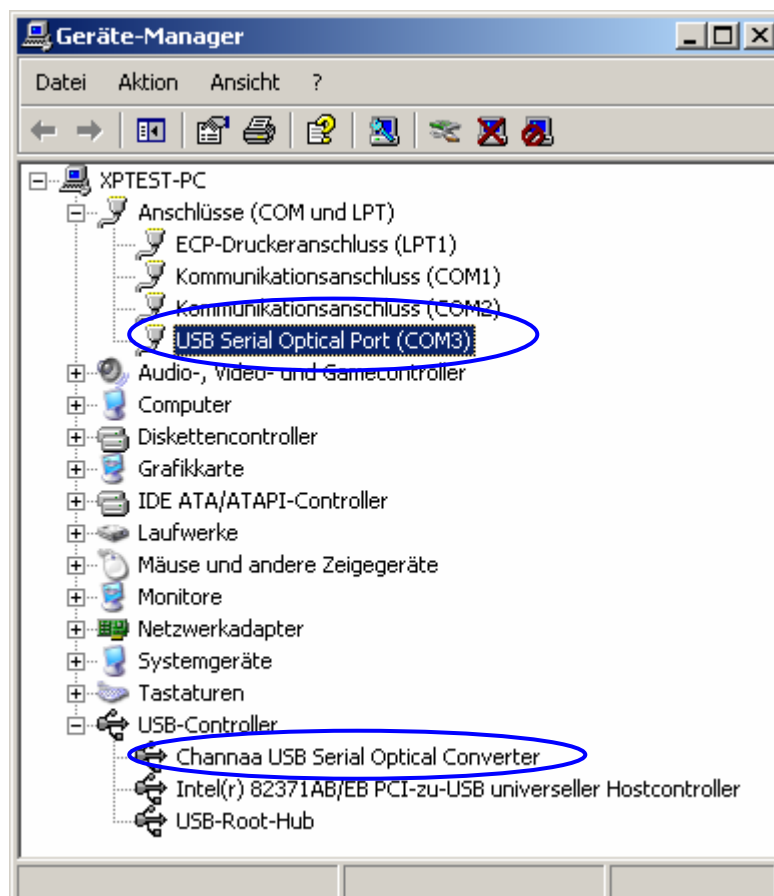 Geräte-Manager
Datei Aktion Ansicht ?
XPTEST-PC
Anschlüsse (COM und LPT)
ECP-Druckeranschluss (LPT1)
Kommunikationsanschluss (COM1)
Kommunikationsanschluss (COM2)
USB Serial Optical Port (COM3)
Audio-, Video- und Gamecontroller
Computer
Diskettencontroller
Grafikkarte
IDE ATA/ATAPI-Controller
Laufwerke
Mäuse und andere Zeigegeräte
Monitore
Netzwerkadapter
Systemgeräte
Tastaturen
USB-Controller
Channaa USB Serial Optical Converter
Intel(r) 82371AB/EB PCI-zu-USB universeller Hostcontroller
USB-Root-Hub